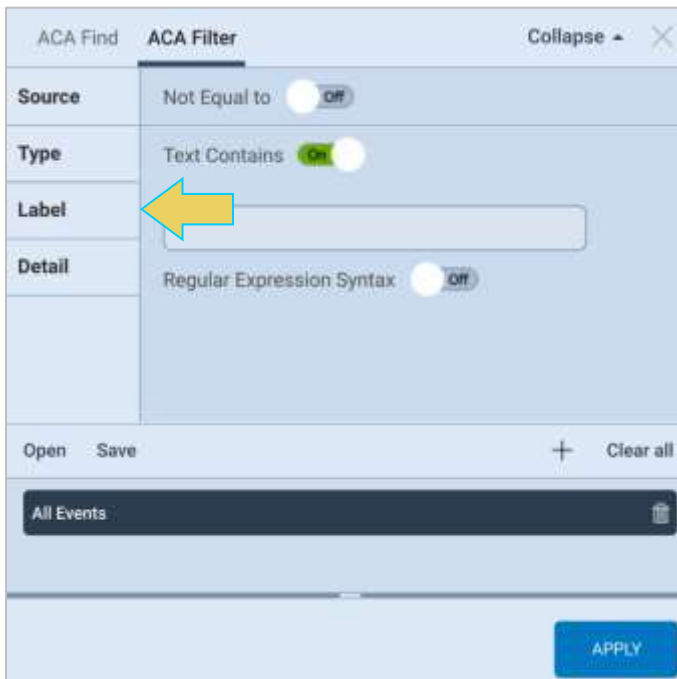 ACA Find ACA Filter Collapse
Source Not Equal to Off
Type Text Contains On
Label
Detail Regular Expression Syntax Off
Open Save + Clear all
All Events
APPLY